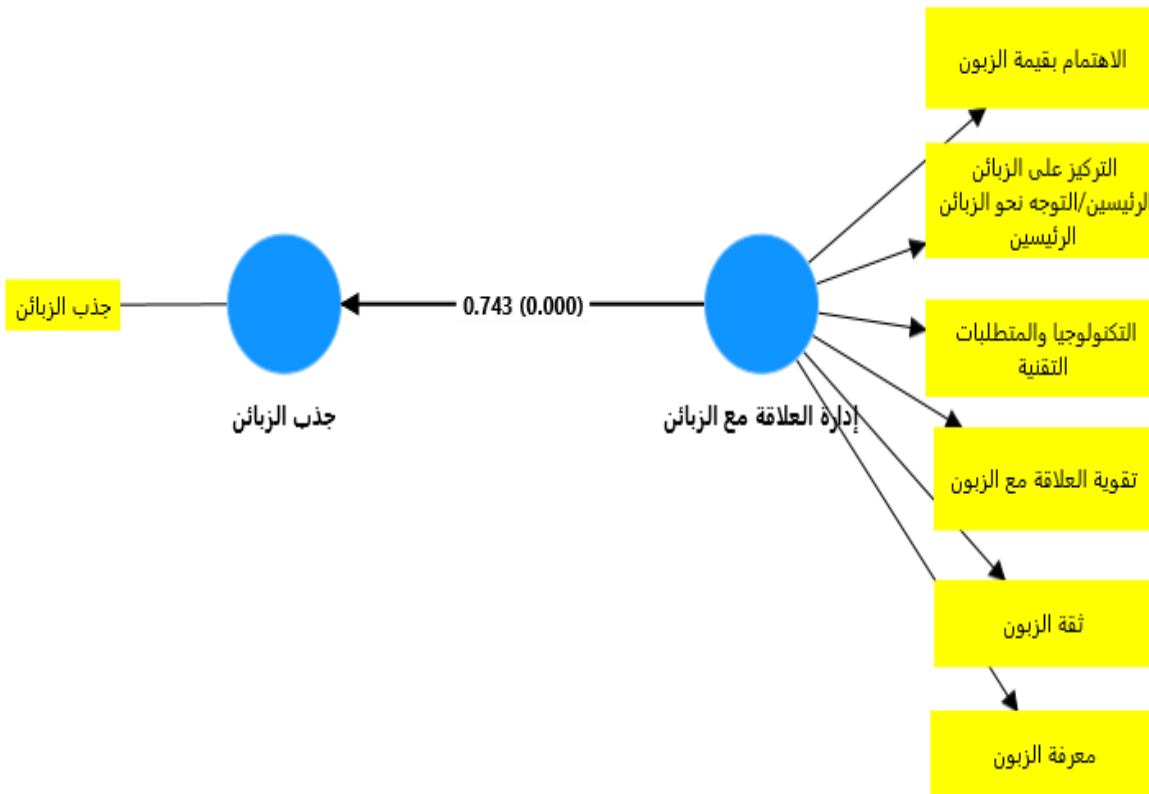 الاهتمام بقيمة الزبون
التركيز على الزبائن
الرئيسين/التوجه نحو الزبائن
الرئيسين
التكنولوجيا والمتطلبات
التقنية
تقوية العلاقة مع الزبون
ثقة الزبون
معرفة الزبون
إدارة العلاقة مع الزبائن
0.743 (0.000)
جذب الزبائن
جذب الزبائن